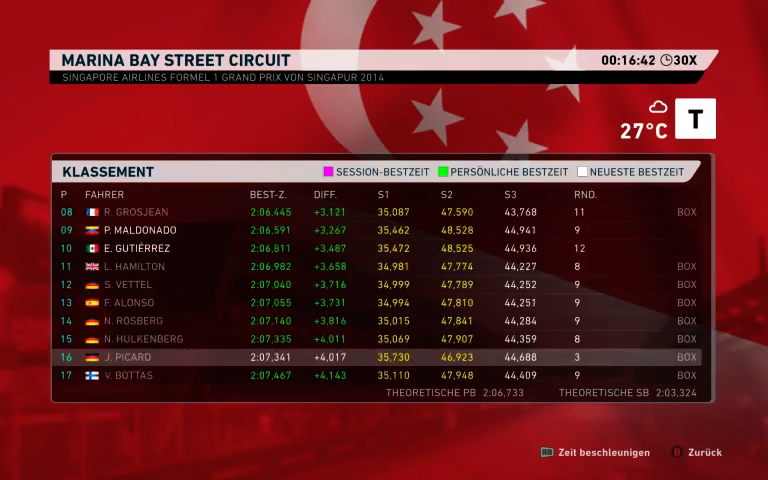 MARINA BAY STREET CIRCUIT 00:16:42 30X
SINGAPORE AIRLINES FORMEL 1 GRAND PRIX VON SINGAPUR 2014
27°C T
KLASSEMENT SESSION-BESTZEIT PERSÖNLICHE BESTZEIT NEUESTE BESTZEIT
P FAHRER BEST-Z. DIFF. S1 S2 S3 RND.
08 R. GROSJEAN 2:06,445 +3,121 35,087 47,590 43,768 11 BOX
09 P. MALDONADO 2:06,591 +3,267 35,462 48,528 44,941 9
10 E. GUTIÉRREZ 2:06,811 +3,487 35,472 48,525 44,936 12
11 L. HAMILTON 2:06,982 +3,658 34,981 47,774 44,227 8 BOX
12 S. VETTEL 2:07,040 +3,716 34,999 47,789 44,252 9 BOX
13 F. ALONSO 2:07,055 +3,731 34,994 47,810 44,251 9 BOX
14 N. ROSBERG 2:07,140 +3,816 35,015 47,841 44,284 9 BOX
15 N. HULKENBERG 2:07,335 +4,011 35,069 47,907 44,359 8 BOX
16 J. PICARD 2:07,341 +4,017 35,730 46,923 44,688 3 BOX
17 V. BOTTAS 2:07,467 +4,143 35,110 47,948 44,409 9 BOX
THEORETISCHE PB 2:06,733 THEORETISCHE SB 2:03,324
RB Zeit beschleunigen B Zurück